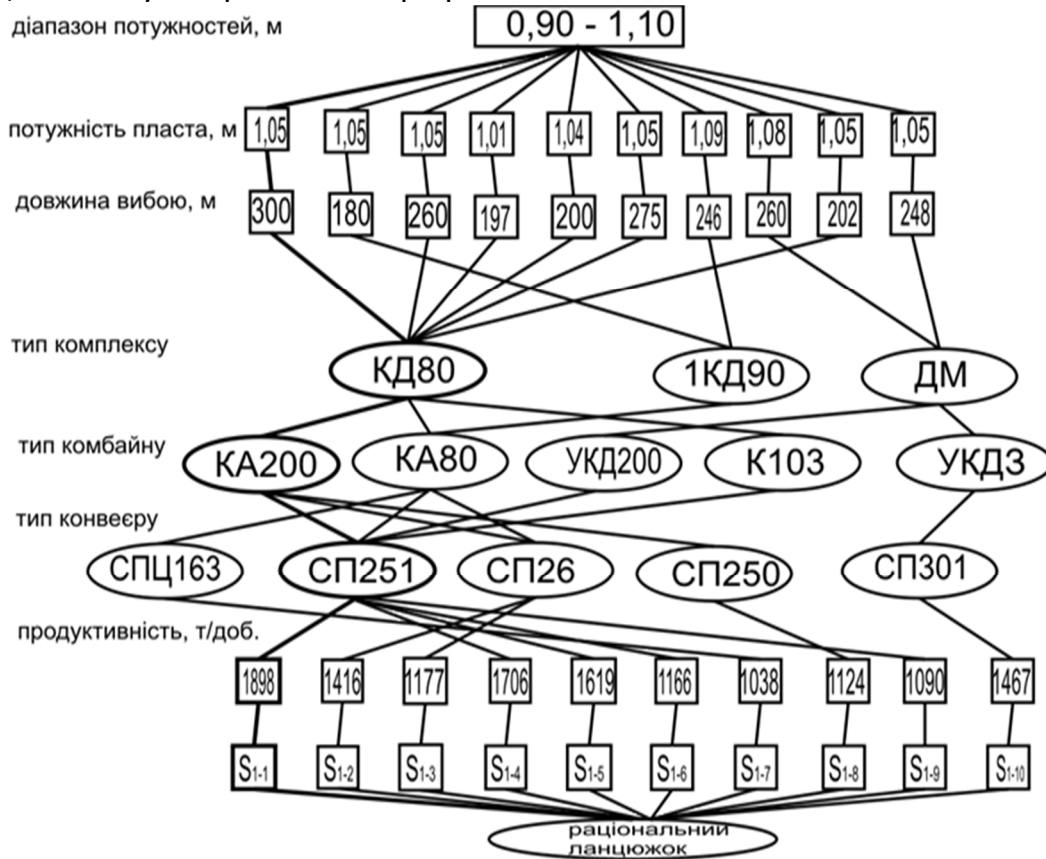 діапазон потужностей, м 0,90 - 1,10
потужність пласта, м 1,05 1,05 1,05 1,01 1,04 1,05 1,09 1,08 1,05 1,05
довжина вибою, м 300 180 260 197 200 275 246 260 202 248
тип комплексу КД80 1КД90 ДМ
тип комбайну КА200 КА80 УКД200 К103 УКД3
тип конвеєру
СПЦ163 СП251 СП26 СП250 СП301
продуктивність, т/доб.
1898 1416 1177 1706 1619 1166 1038 1124 1090 1467
S1-1 S1-2 S1-3 S1-4 S1-5 S1-6 S1-7 S1-8 S1-9 S1-10
раціональний
ланцюжок